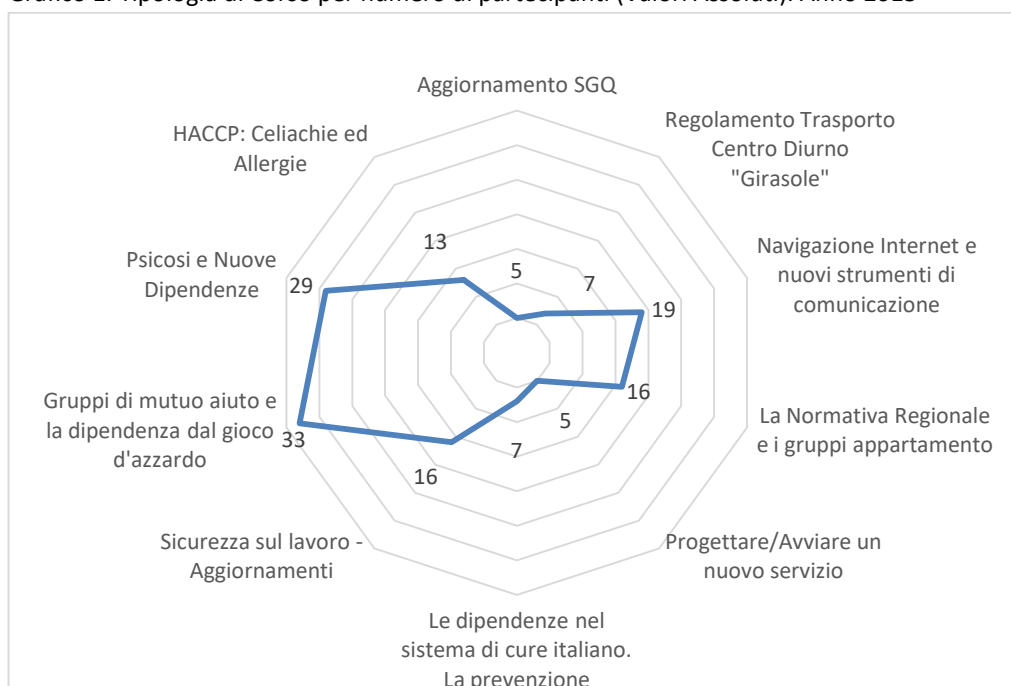 Aggiornamento SGQ
Regolamento Trasporto
Centro Diurno
"Girasole"
Navigazione Internet e
nuovi strumenti di
comunicazione
La Normativa Regionale
e i gruppi appartamento
Progettare/Avviare un
nuovo servizio
Le dipendenze nel
sistema di cure italiano.
La prevenzione
Sicurezza sul lavoro -
Aggiornamenti
Gruppi di mutuo aiuto e
la dipendenza dal gioco
d'azzardo
Psicosi e Nuove
Dipendenze
HACCP: Celiachie ed
Allergie
5
7
19
16
5
7
16
33
29
13